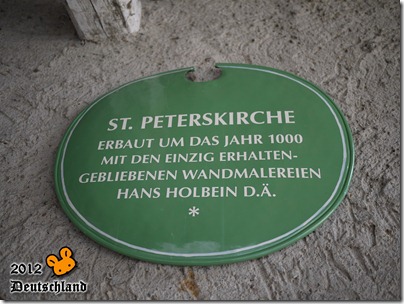 ST. PETERSKIRCHE
ERBAUT UM DAS JAHR 1000
MIT DEN EINZIG ERHALTEN-
GEBLIEBENEN WANDMALEREIEN
HANS HOLBEIN D.Ä.
*
2012
Deutschland